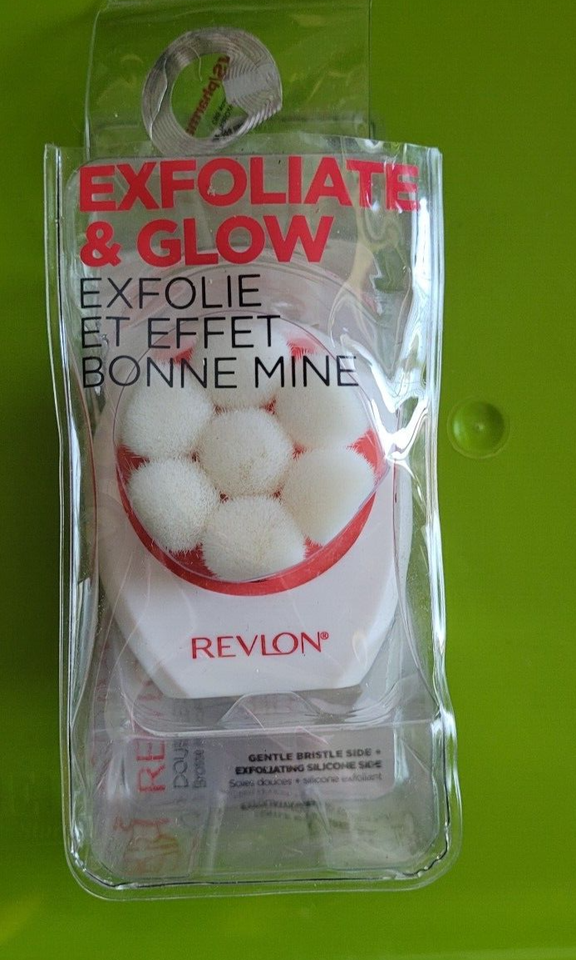 EXFOLIATE
& GLOW
EXFOLIE
ET EFFET
BONNE MINE
REVLON®
GENTLE BRISTLE SIDE +
EXFOLIATING SILICONE SIDE
Soies douces + silicone exfoliant